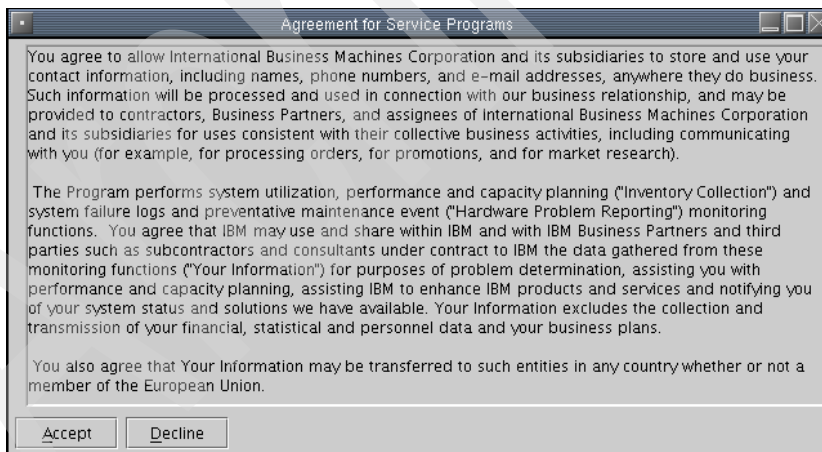 Agreement for Service Programs
You agree to allow International Business Machines Corporation and its subsidiaries to store and use your
contact information, including names, phone numbers, and e-mail addresses, anywhere they do business.
Such information will be processed and used in connection with our business relationship, and may be
provided to contractors, Business Partners, and assignees of International Business Machines Corporation
and its subsidiaries for uses consistent with their collective business activities, including communicating
with you (for example, for processing orders, for promotions, and for market research).
The Program performs system utilization, performance and capacity planning ("Inventory Collection") and
system failure logs and preventative maintenance event ("Hardware Problem Reporting") monitoring
functions. You agree that IBM may use and share within IBM and with IBM Business Partners and third
parties such as subcontractors and consultants under contract to IBM the data gathered from these
monitoring functions ("Your Information") for purposes of problem determination, assisting you with
performance and capacity planning, assisting IBM to enhance IBM products and services and notifying you
of your system status and solutions we have available. Your Information excludes the collection and
transmission of your financial, statistical and personnel data and your business plans.
You also agree that Your Information may be transferred to such entities in any country whether or not a
member of the European Union.
Accept Decline